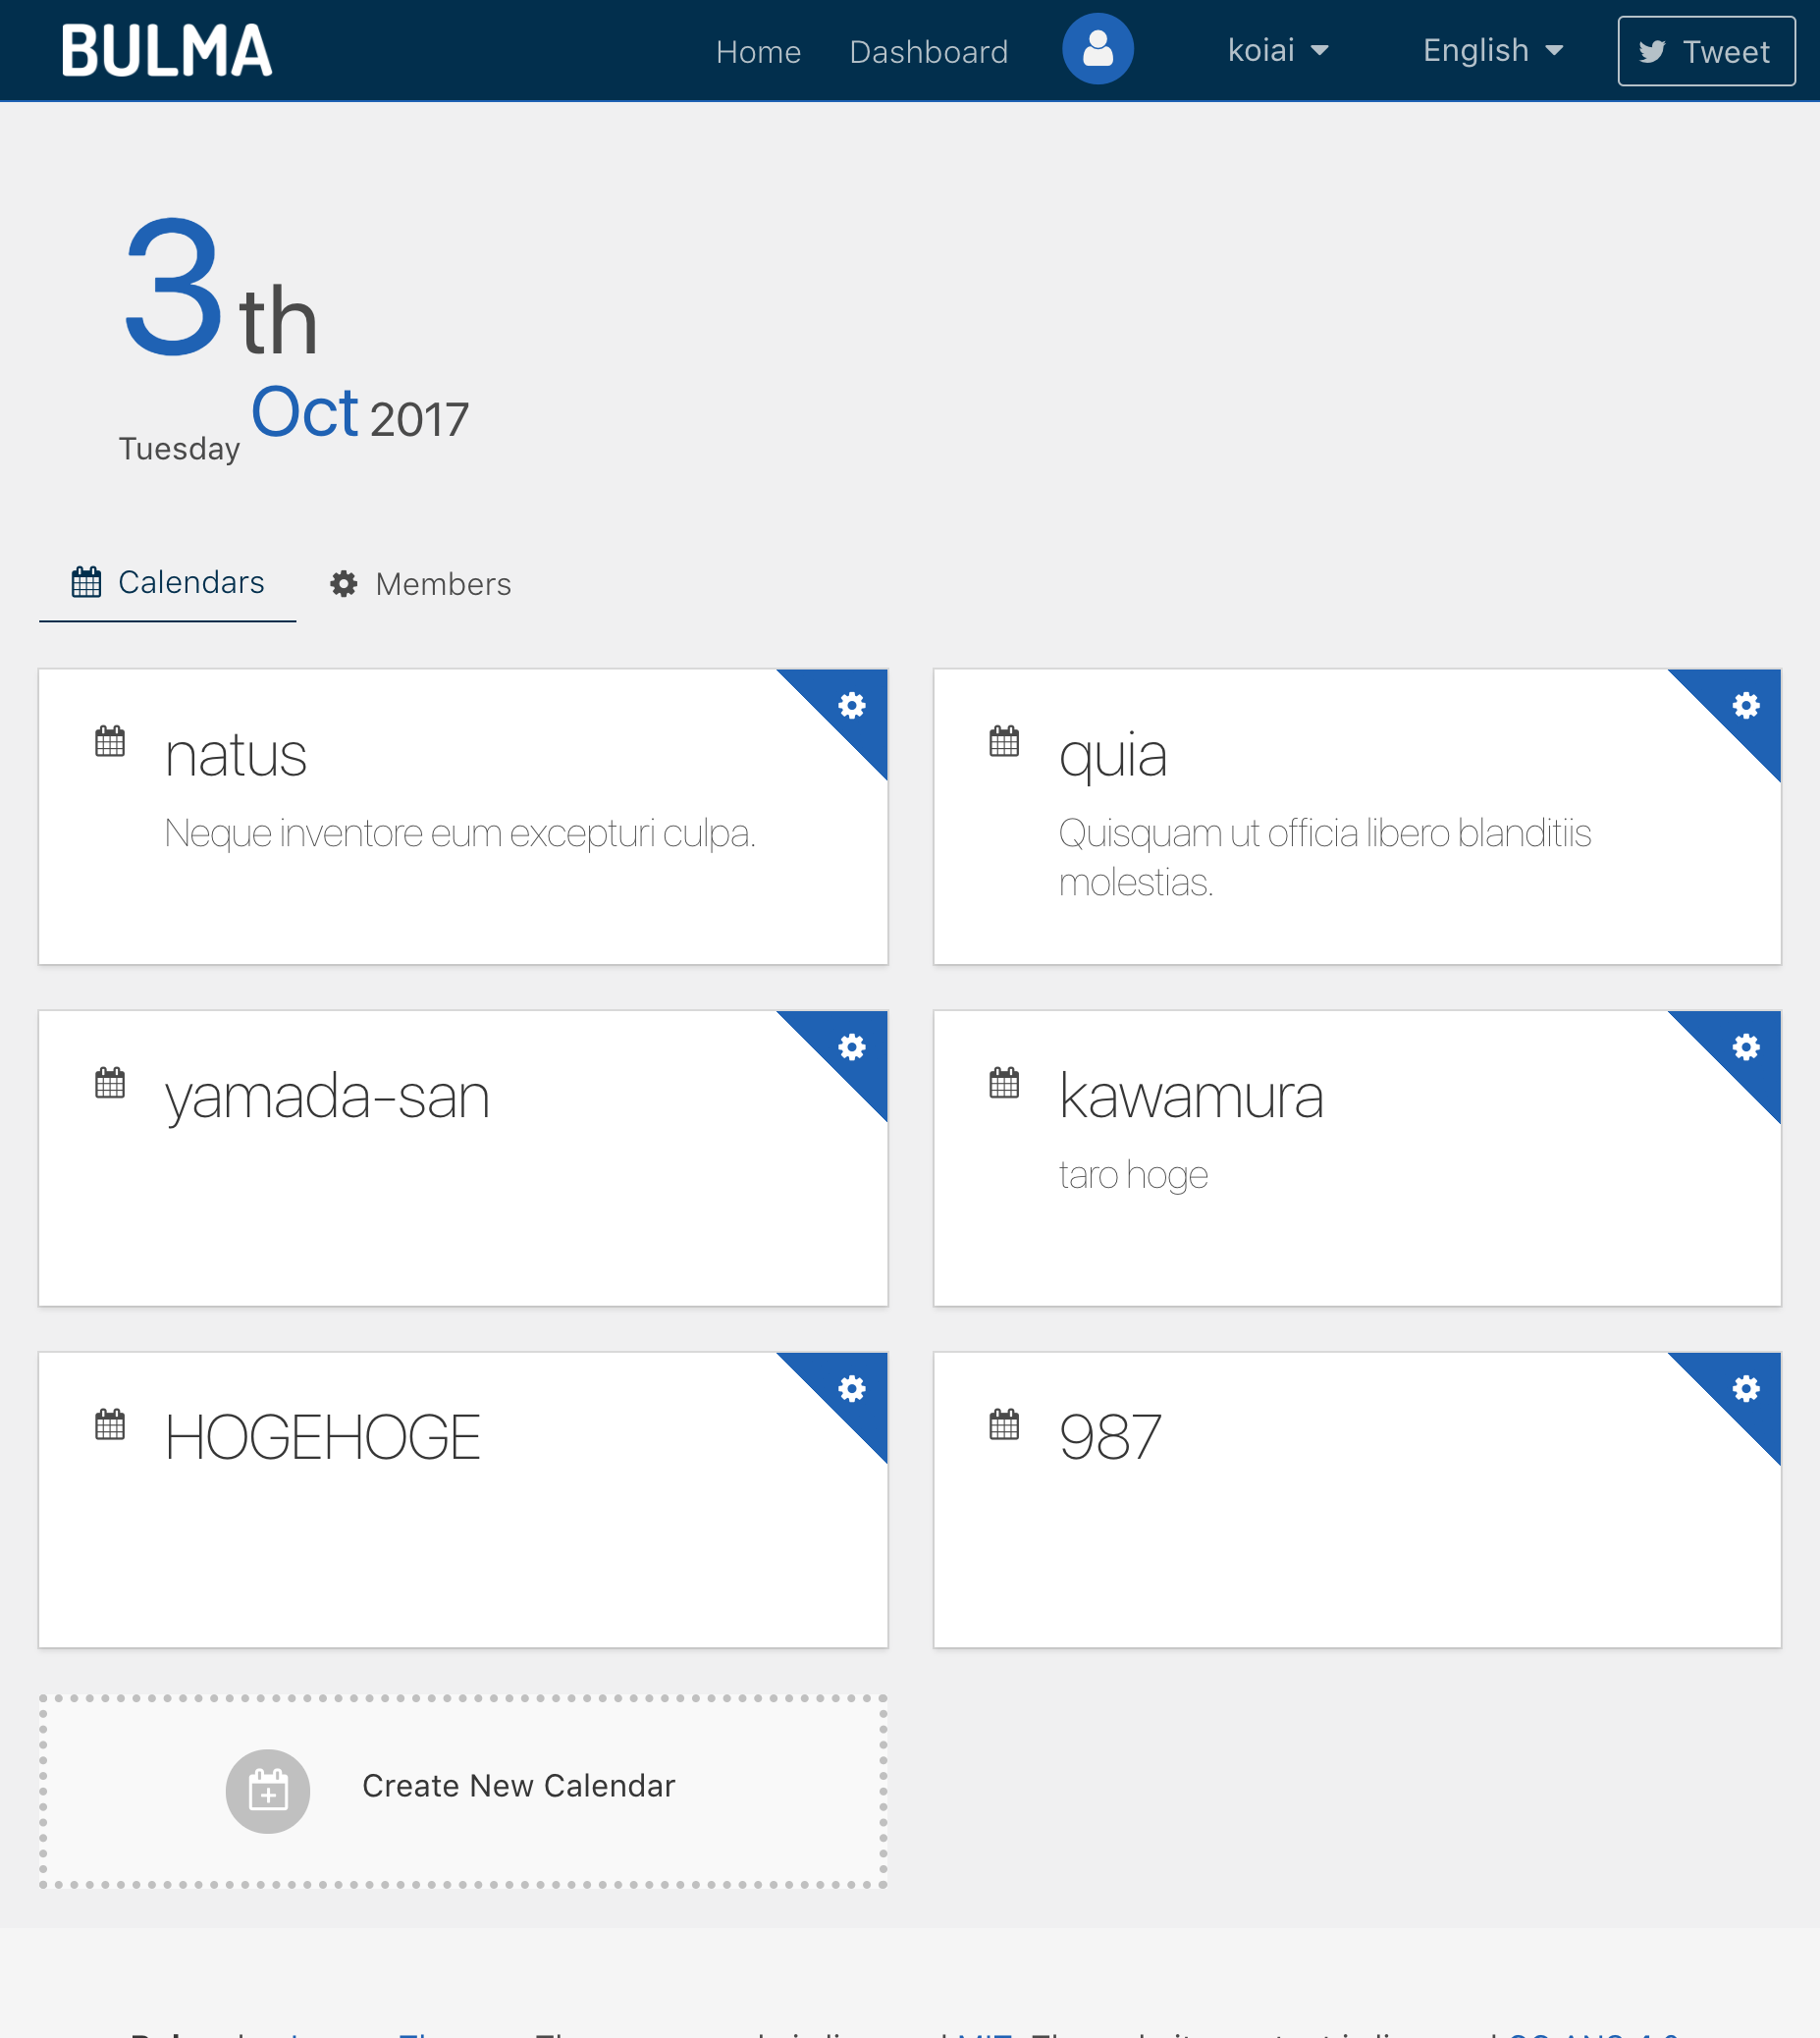 BULMA
Home Dashboard koiai English Tweet
3th
Tuesday Oct 2017
Calendars Members
natus
Neque inventore eum excepturi culpa.
quia
Quisquam ut officia libero blanditiis
molestias.
yamada-san
kawamura
taro hoge
HOGEHOGE
987
Create New Calendar